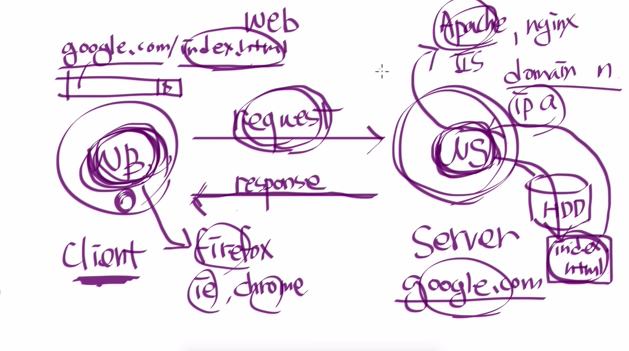 web
google.com/index.html
request
response
WB
Client
firefox
ie, chrome
Apache, nginx
IIS
domain n
ip a
WS
HDD
index
html
Server
google.com